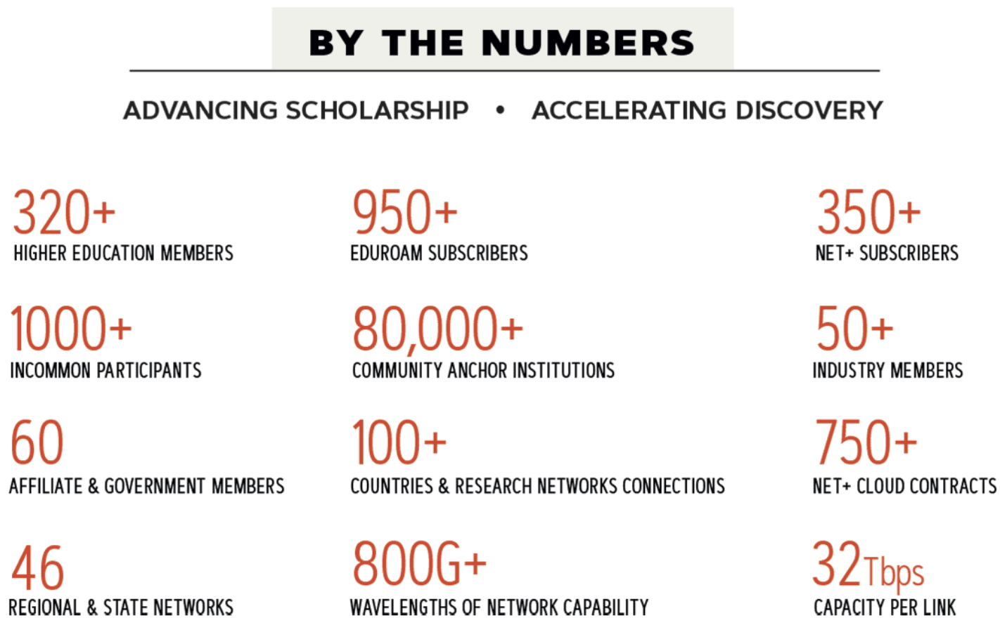 BY THE NUMBERS
ADVANCING SCHOLARSHIP • ACCELERATING DISCOVERY
320+
HIGHER EDUCATION MEMBERS
950+
EDUROAM SUBSCRIBERS
350+
NET+ SUBSCRIBERS
1000+
INCOMMON PARTICIPANTS
80,000+
COMMUNITY ANCHOR INSTITUTIONS
50+
INDUSTRY MEMBERS
60
AFFILIATE & GOVERNMENT MEMBERS
100+
COUNTRIES & RESEARCH NETWORKS CONNECTIONS
750+
NET+ CLOUD CONTRACTS
46
REGIONAL & STATE NETWORKS
800G+
WAVELENGTHS OF NETWORK CAPABILITY
32Tbps
CAPACITY PER LINK